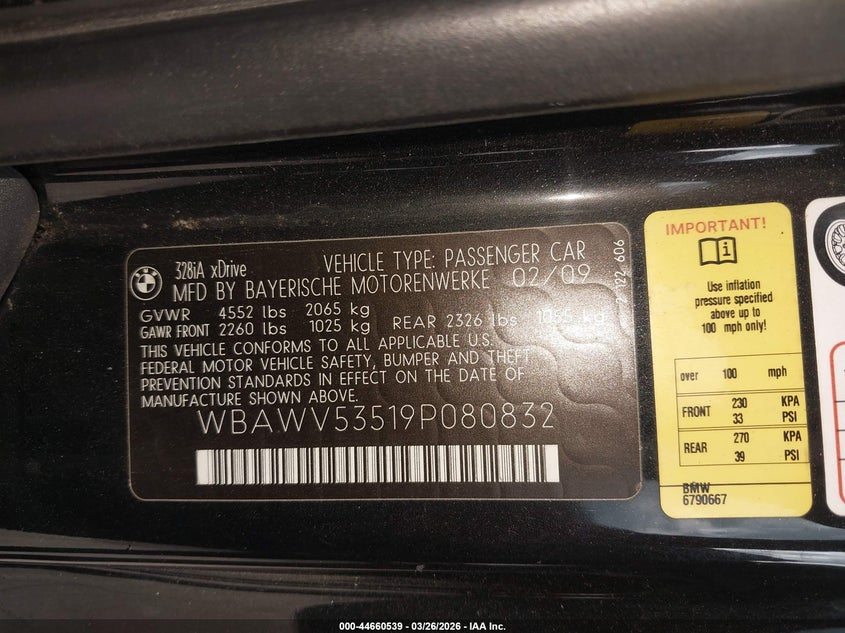 BMW
328iA xDrive VEHICLE TYPE: PASSENGER CAR
MFD BY BAYERISCHE MOTORENWERKE 02/09
GVWR 4552 lbs 2065 kg
GAWR FRONT 2260 lbs 1025 kg REAR 2326 lbs 1055 kg
THIS VEHICLE CONFORMS TO ALL APPLICABLE U.S.
FEDERAL MOTOR VEHICLE SAFETY, BUMPER AND THEFT
PREVENTION STANDARDS IN EFFECT ON THE DATE OF
MANUFACTURE SHOWN ABOVE.
WBAWV53519P080832
122 606
IMPORTANT!
i
Use inflation
pressure specified
above up to
100 mph only!
over 100 mph
FRONT 230 KPA
33 PSI
REAR 270 KPA
39 PSI
BMW
6790667
000-44660539 - 03/26/2026 - IAA Inc.